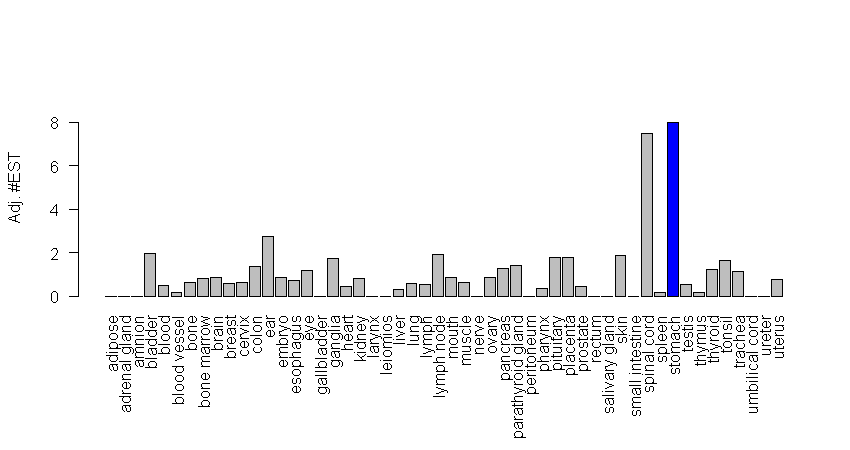 Adj. #EST
8
6
4
2
0
adipose
adrenal gland
amnion
bladder
blood
blood vessel
bone
bone marrow
brain
breast
cervix
colon
ear
embryo
esophagus
eye
gallbladder
ganglia
heart
kidney
larynx
leiomios
liver
lung
lymph
lymph node
mouth
muscle
nerve
ovary
pancreas
parathyroid gland
peritoneum
pharynx
pituitary
placenta
prostate
rectum
salivary gland
skin
small intestine
spinal cord
spleen
stomach
testis
thymus
thyroid
tonsil
trachea
umbilical cord
ureter
uterus